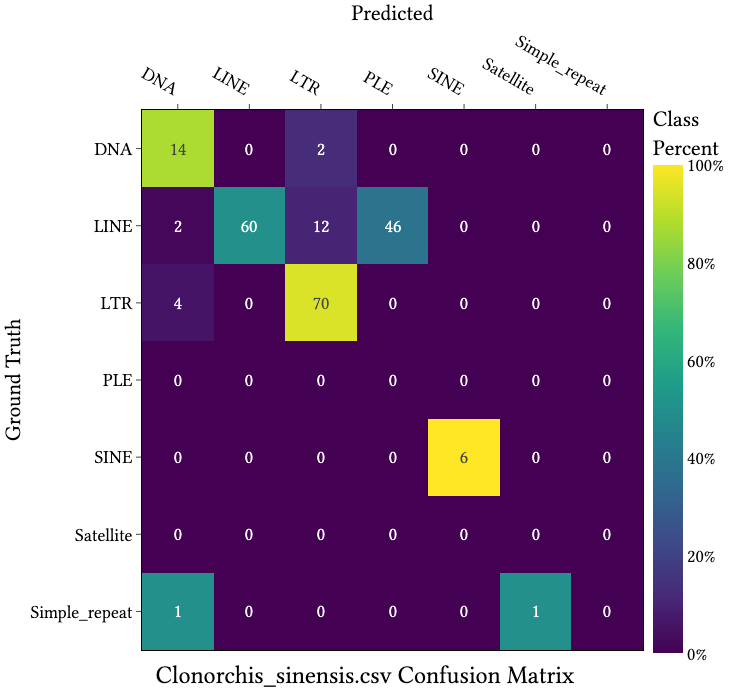 Predicted
DNA LINE LTR PLE SINE Satellite Simple_repeat
Class
Percent
Ground Truth
DNA 14 0 2 0 0 0 0
LINE 2 60 12 46 0 0 0
LTR 4 0 70 0 0 0 0
PLE 0 0 0 0 0 0 0
SINE 0 0 0 0 6 0 0
Satellite 0 0 0 0 0 0 0
Simple_repeat 1 0 0 0 0 1 0
100%
80%
60%
40%
20%
0%
Clonorchis_sinensis.csv Confusion Matrix